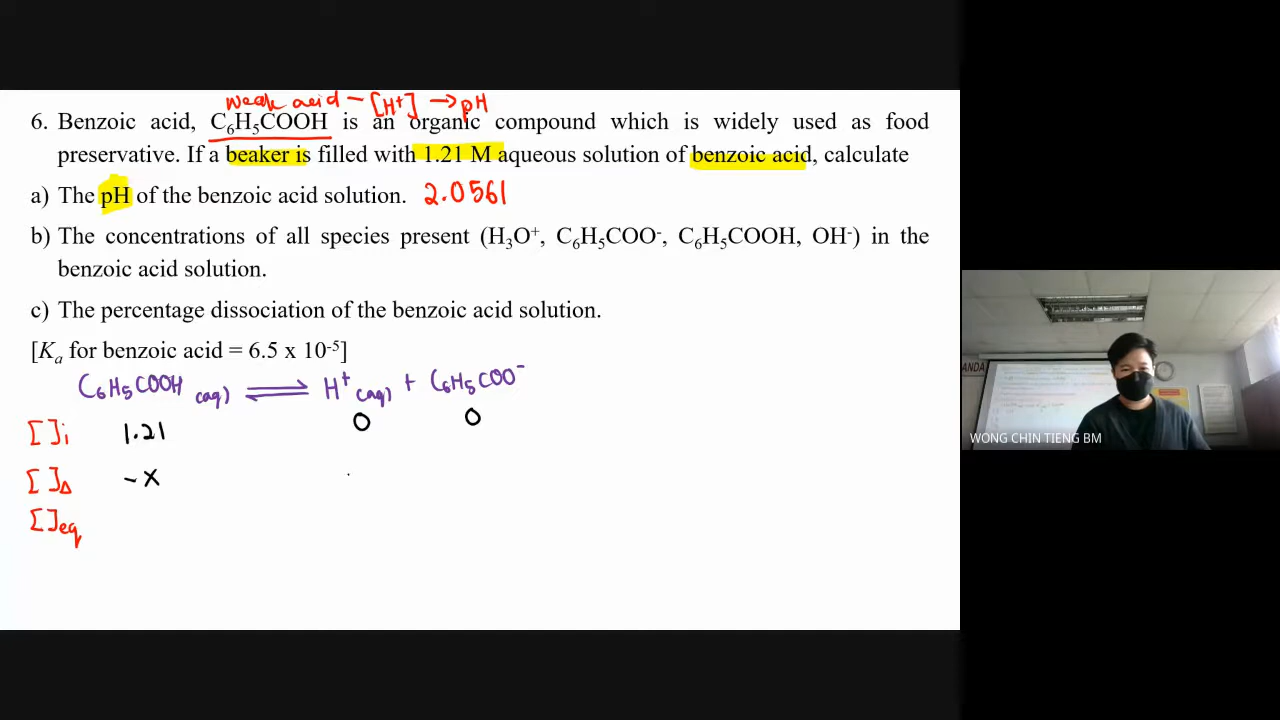 weak acid - [H⁺] → pH
6. Benzoic acid, C₆H₅COOH is an organic compound which is widely used as food
preservative. If a beaker is filled with 1.21 M aqueous solution of benzoic acid, calculate
a) The pH of the benzoic acid solution. 2.0561
b) The concentrations of all species present (H₃O⁺, C₆H₅COO⁻, C₆H₅COOH, OH⁻) in the
benzoic acid solution.
c) The percentage dissociation of the benzoic acid solution.
[Kₐ for benzoic acid = 6.5 x 10⁻⁵]
C₆H₅COOH (aq) ⇌ H⁺ (aq) + C₆H₅COO⁻
[ ]i 1.21 0 0
[ ]Δ -x
[ ]eq
WONG CHIN TIENG BM